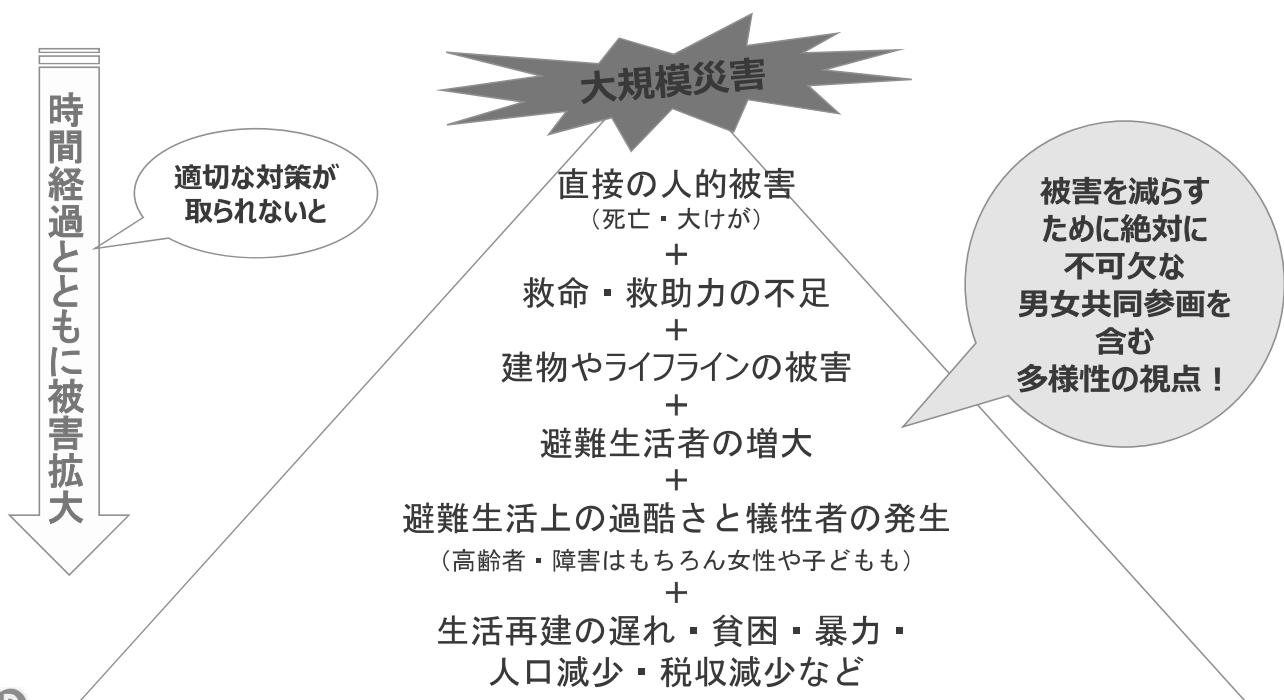 大規模災害
時間経過とともに被害拡大
適切な対策が
取られないと
直接の人的被害
（死亡・大けが）
＋
救命・救助力の不足
＋
建物やライフラインの被害
＋
避難生活者の増大
＋
避難生活上の過酷さと犠牲者の発生
（高齢者・障害はもちろん女性や子どもも）
＋
生活再建の遅れ・貧困・暴力・
人口減少・税収減少など
被害を減らす
ために絶対に
不可欠な
男女共同参画を
含む
多様性の視点！